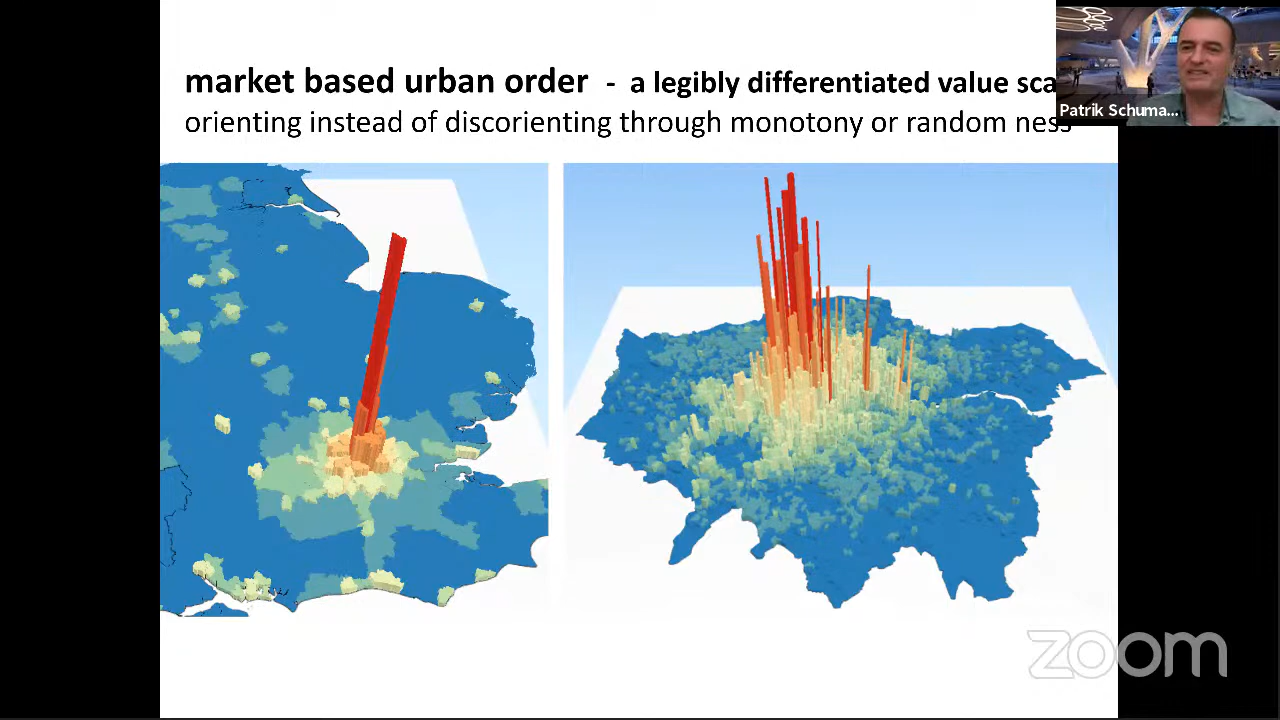 market based urban order - a legibly differentiated value sca
orienting instead of discorienting through monotony or random ness
Patrik Schuma...
zoom